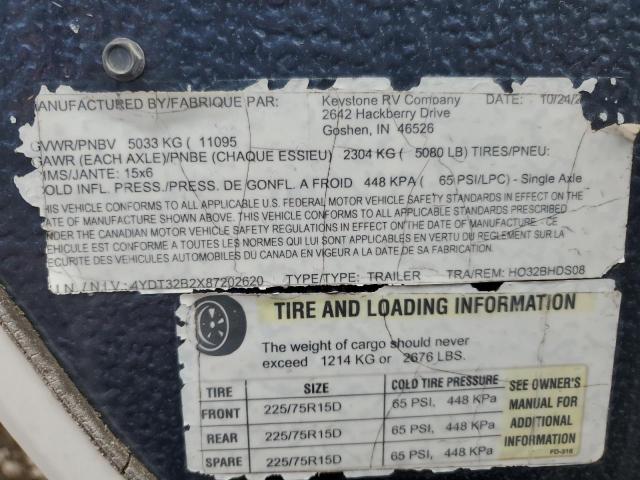 MANUFACTURED BY/FABRIQUE PAR: Keystone RV Company DATE: 10/24/2
2642 Hackberry Drive
Goshen, IN 46526
GVWR/PNBV 5033 KG ( 11095
GAWR (EACH AXLE)/PNBE (CHAQUE ESSIEU) 2304 KG ( 5080 LB) TIRES/PNEU:
RIMS/JANTE: 15x6
COLD INFL. PRESS./PRESS. DE GONFL. A FROID 448 KPA ( 65 PSI/LPC) - Single Axle
THIS VEHICLE CONFORMS TO ALL APPLICABLE U.S. FEDERAL MOTOR VEHICLE SAFETY STANDARDS IN EFFECT ON THE
DATE OF MANUFACTURE SHOWN ABOVE. THIS VEHICLE CONFORMS TO ALL APPLICABLE STANDARDS PRESCRIBED
UNDER THE CANADIAN MOTOR VEHICLE SAFETY REGULATIONS IN EFFECT ON THE DATE OF MANUFACTURE.
VEHICULE EST CONFORME A TOUTES LES NORMES QUI LUI SONT APPLICABLES EN VERTU DU REGLEMENT SUR LA
SECURITE DES VEHICULES AUTOMOBILES DU CANADA EN VIGUEUR A LA DATE DE SA FABRICATION.
V.I.N./N.I.V.: 4YDT32B2X87202620 TYPE/TYPE: TRAILER TRA/REM: HO32BHDS08
TIRE AND LOADING INFORMATION
The weight of cargo should never
exceed 1214 KG or 2676 LBS.
TIRE SIZE COLD TIRE PRESSURE
FRONT 225/75R15D 65 PSI, 448 KPa
REAR 225/75R15D 65 PSI, 448 KPa
SPARE 225/75R15D 65 PSI, 448 KPa
SEE OWNER'S
MANUAL FOR
ADDITIONAL
INFORMATION
FD-316